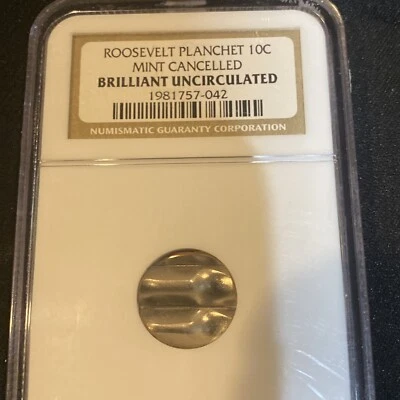 ROOSEVELT PLANCHET 10C
MINT CANCELLED
BRILLIANT UNCIRCULATED
1981757-042
NUMISMATIC GUARANTY CORPORATION